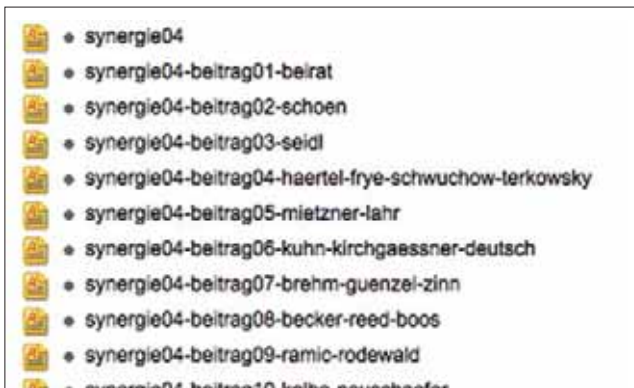 synergie04
synergie04-beitrag01-beirat
synergie04-beitrag02-schoen
synergie04-beitrag03-seidl
synergie04-beitrag04-haertel-frye-schwuchow-terkowsky
synergie04-beitrag05-mietzner-lahr
synergie04-beitrag06-kuhn-kirchgaessner-deutsch
synergie04-beitrag07-brehm-guenzel-zinn
synergie04-beitrag08-becker-reed-boos
synergie04-beitrag09-ramic-rodewald